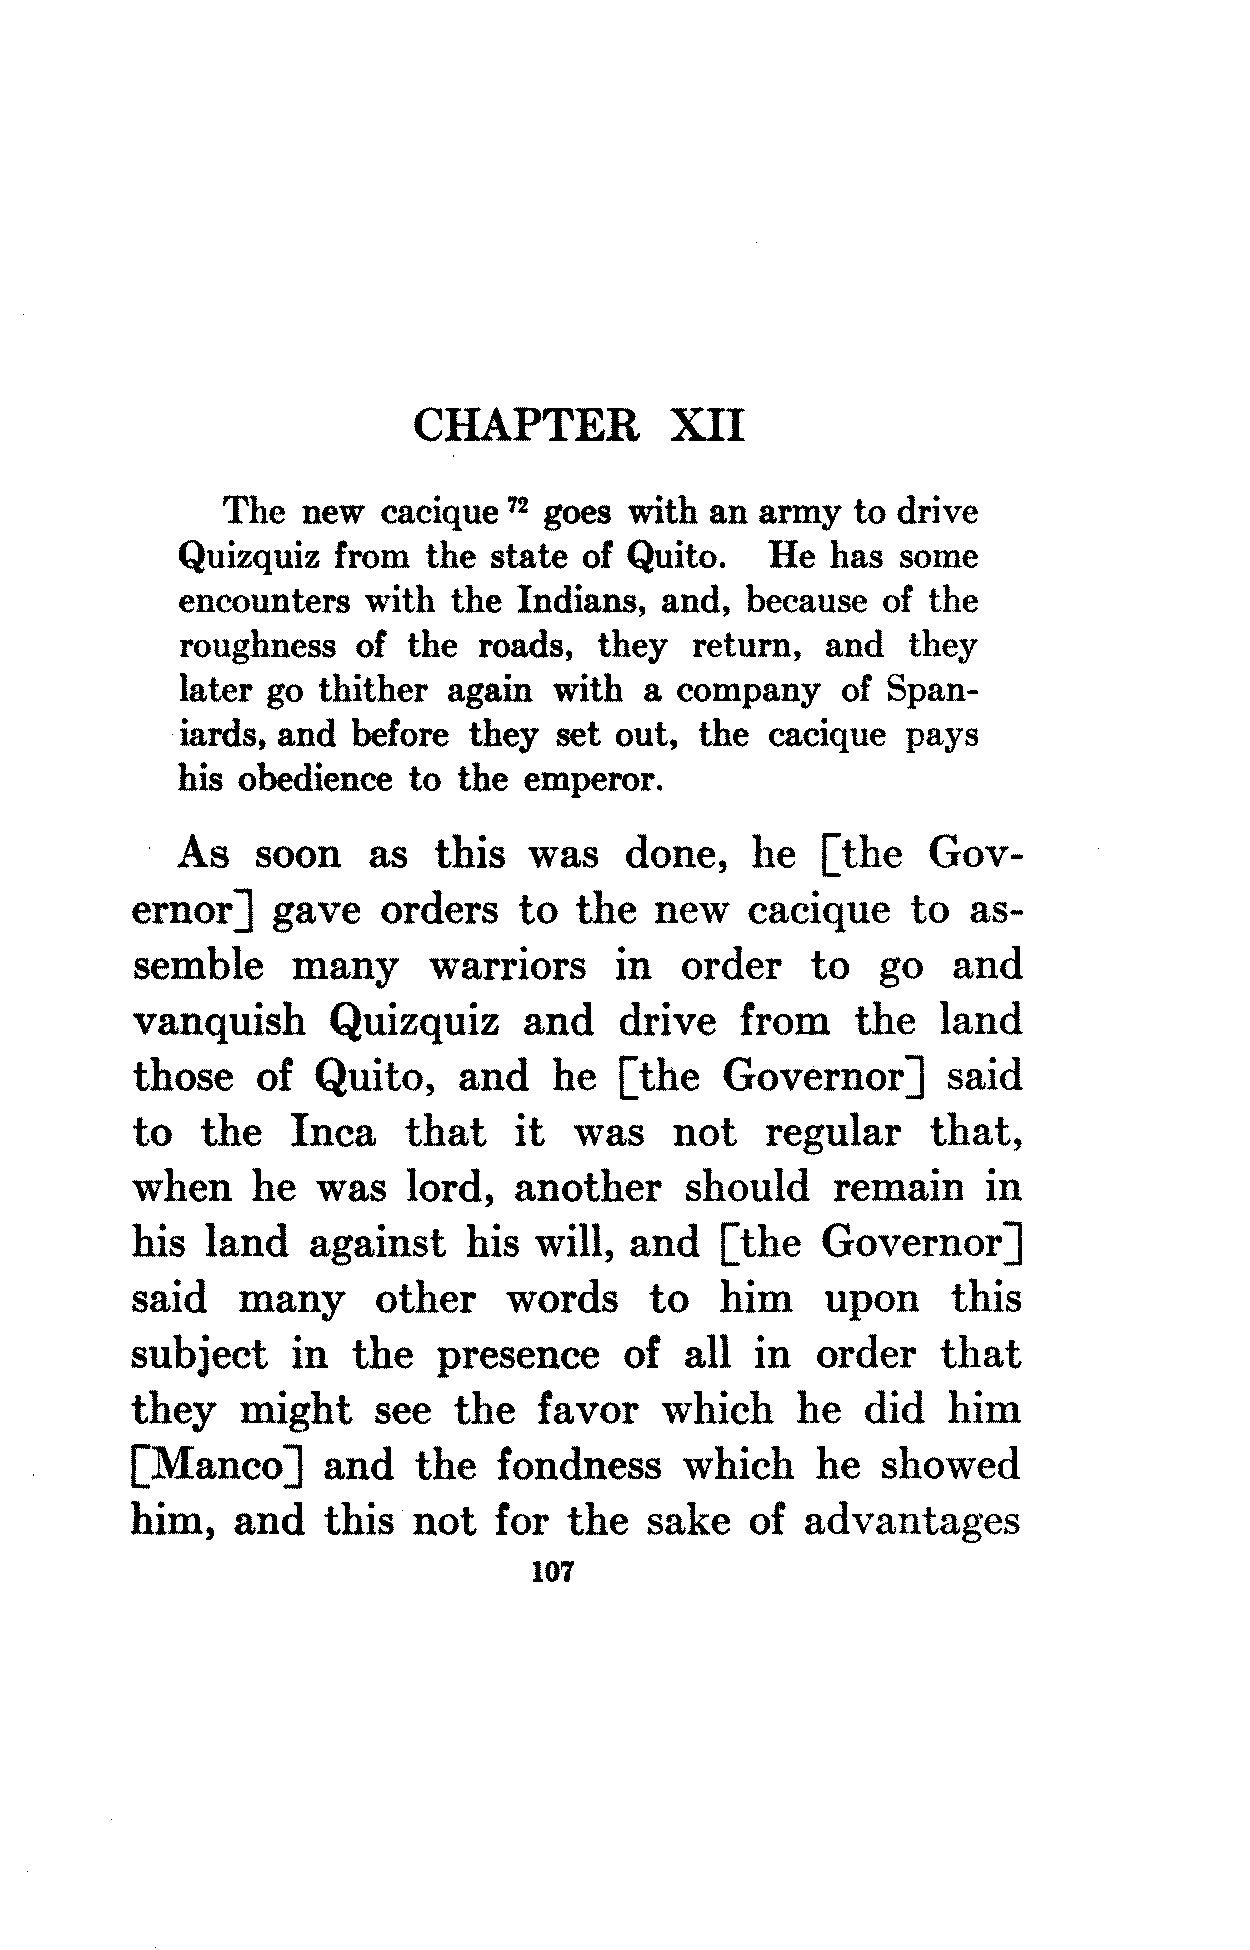 CHAPTER XII
The new cacique 72 goes with an army to drive
Quizquiz from the state of Quito. He has some
encounters with the Indians, and, because of the
roughness of the roads, they return, and they
later go thither again with a company of Span-
iards, and before they set out, the cacique pays
his obedience to the emperor.
As soon as this was done, he [the Gov-
ernor] gave orders to the new cacique to as-
semble many warriors in order to go and
vanquish Quizquiz and drive from the land
those of Quito, and he [the Governor] said
to the Inca that it was not regular that,
when he was lord, another should remain in
his land against his will, and [the Governor]
said many other words to him upon this
subject in the presence of all in order that
they might see the favor which he did him
[Manco] and the fondness which he showed
him, and this not for the sake of advantages
107